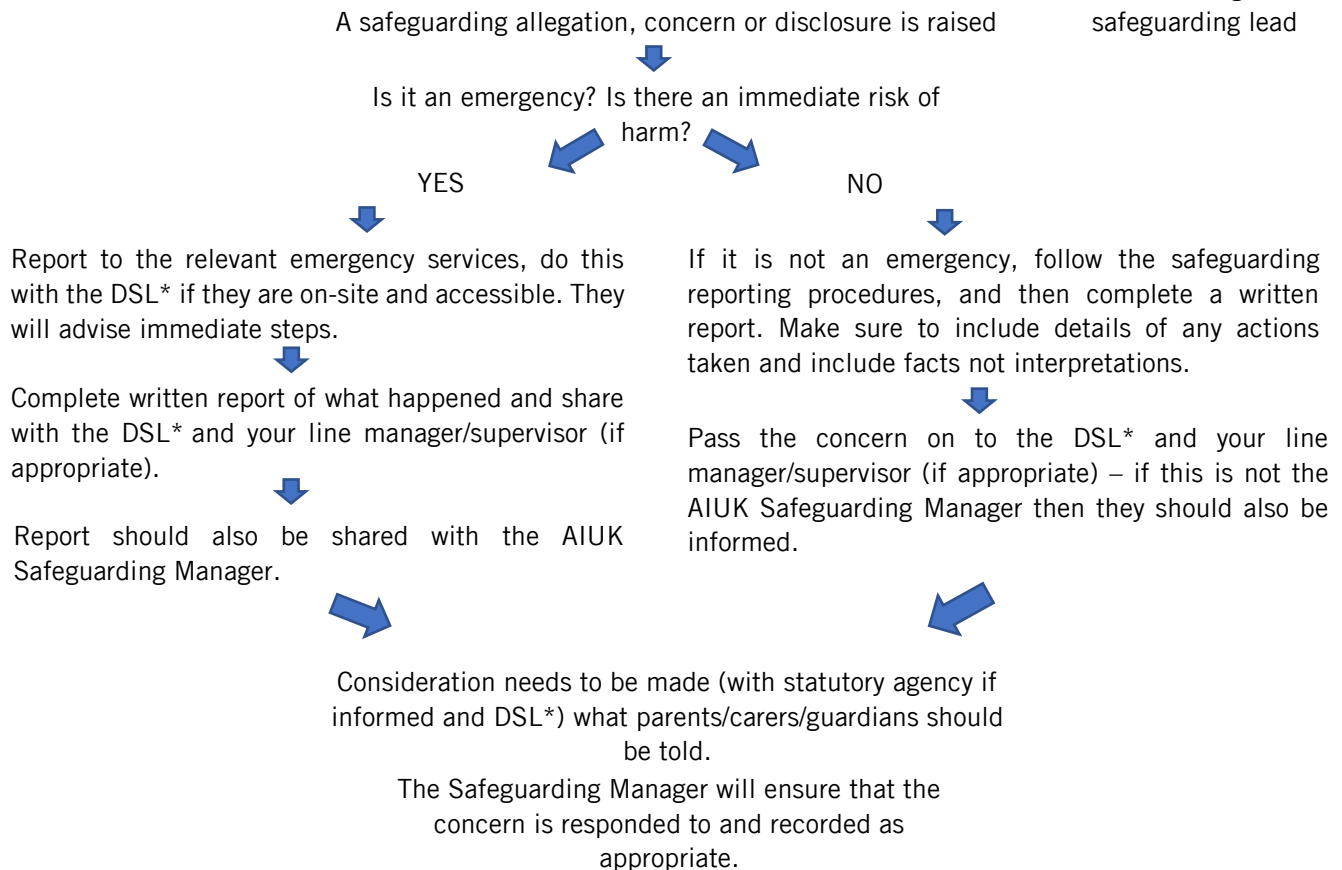 A safeguarding allegation, concern or disclosure is raised
safeguarding lead
Is it an emergency? Is there an immediate risk of
harm?
YES
NO
Report to the relevant emergency services, do this
with the DSL* if they are on-site and accessible. They
will advise immediate steps.
Complete written report of what happened and share
with the DSL* and your line manager/supervisor (if
appropriate).
Report should also be shared with the AIUK
Safeguarding Manager.
If it is not an emergency, follow the safeguarding
reporting procedures, and then complete a written
report. Make sure to include details of any actions
taken and include facts not interpretations.
Pass the concern on to the DSL* and your line
manager/supervisor (if appropriate) – if this is not the
AIUK Safeguarding Manager then they should also be
informed.
Consideration needs to be made (with statutory agency if
informed and DSL*) what parents/carers/guardians should
be told.
The Safeguarding Manager will ensure that the
concern is responded to and recorded as
appropriate.